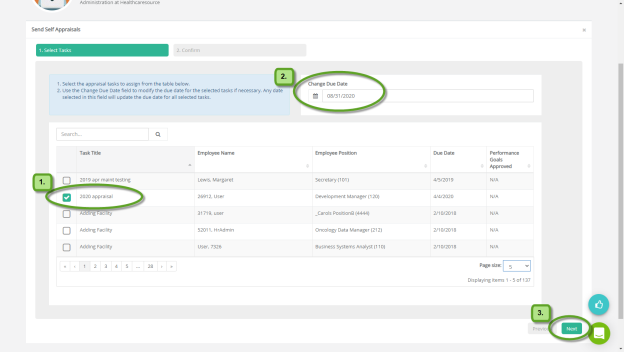 Administration at Healthcaresource
Send Self Appraisals
×
1. Select Tasks
2. Confirm
1. Select the appraisal tasks to assign from the table below.
2. Use the Change Due Date field to modify the due date for the selected tasks if necessary. Any date
selected in this field will update the due date for all selected tasks.
2.
Change Due Date
08/31/2020
Search...
Task Title
Employee Name
Employee Position
Due Date
Performance
Goals
Approved
1.
2019 apr maint testing
Lewis, Margaret
Secretary (101)
4/5/2019
N/A
2020 appraisal
26912, User
Development Manager (120)
4/4/2020
N/A
Adding Facility
31719, user
_Carols PositionB (4444)
2/10/2018
N/A
Adding Facility
52011, HrAdmin
Oncology Data Manager (212)
2/10/2018
N/A
Adding Facility
User, 7326
Business Systems Analyst (110)
2/10/2018
N/A
« ‹ 1 2 3 4 5 ... 28 › »
Page size: 5
Displaying items 1 - 5 of 137
3.
Previous
Next